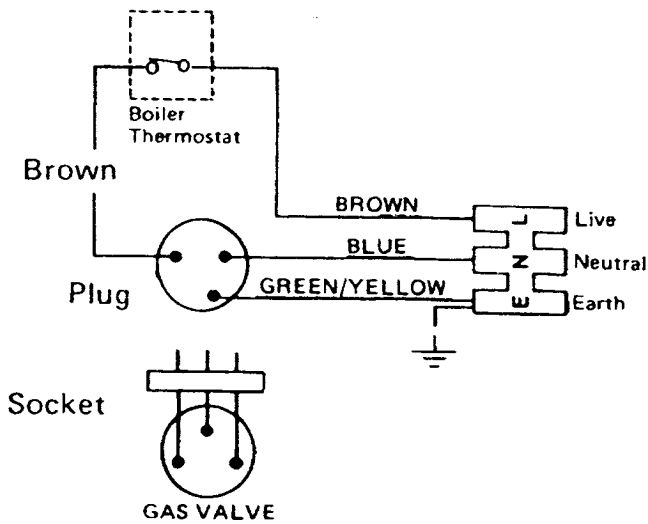 Boiler
Thermostat
Brown
BROWN
L
Live
BLUE
N
Neutral
Plug
GREEN/YELLOW
E
Earth
Socket
GAS VALVE